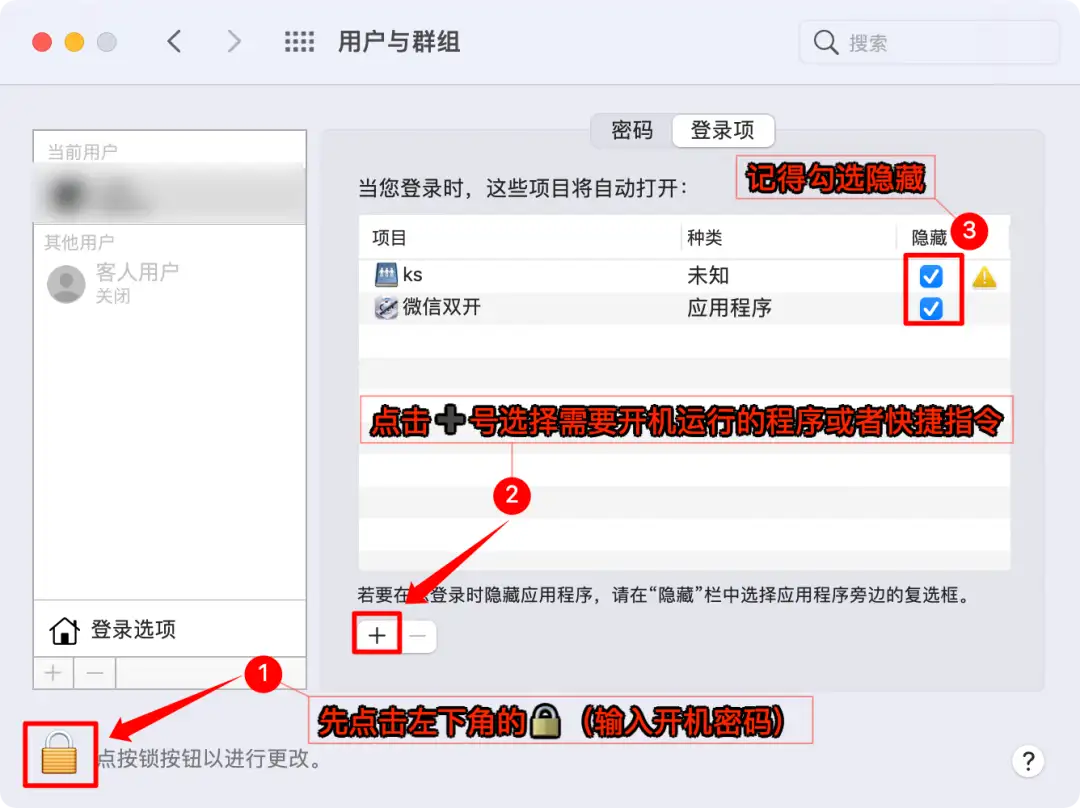 用户与群组
搜索
密码
登录项
当前用户
其他用户
客人用户
关闭
当您登录时，这些项目将自动打开：
记得勾选隐藏
3
项目
种类
隐藏
ks
未知
微信双开
应用程序
点击➕号选择需要开机运行的程序或者快捷指令
2
若要在登录时隐藏应用程序，请在“隐藏”栏中选择应用程序旁边的复选框。
+
−
登录选项
+
−
1
先点击左下角的🔒（输入开机密码）
点按锁按钮以进行更改。
?